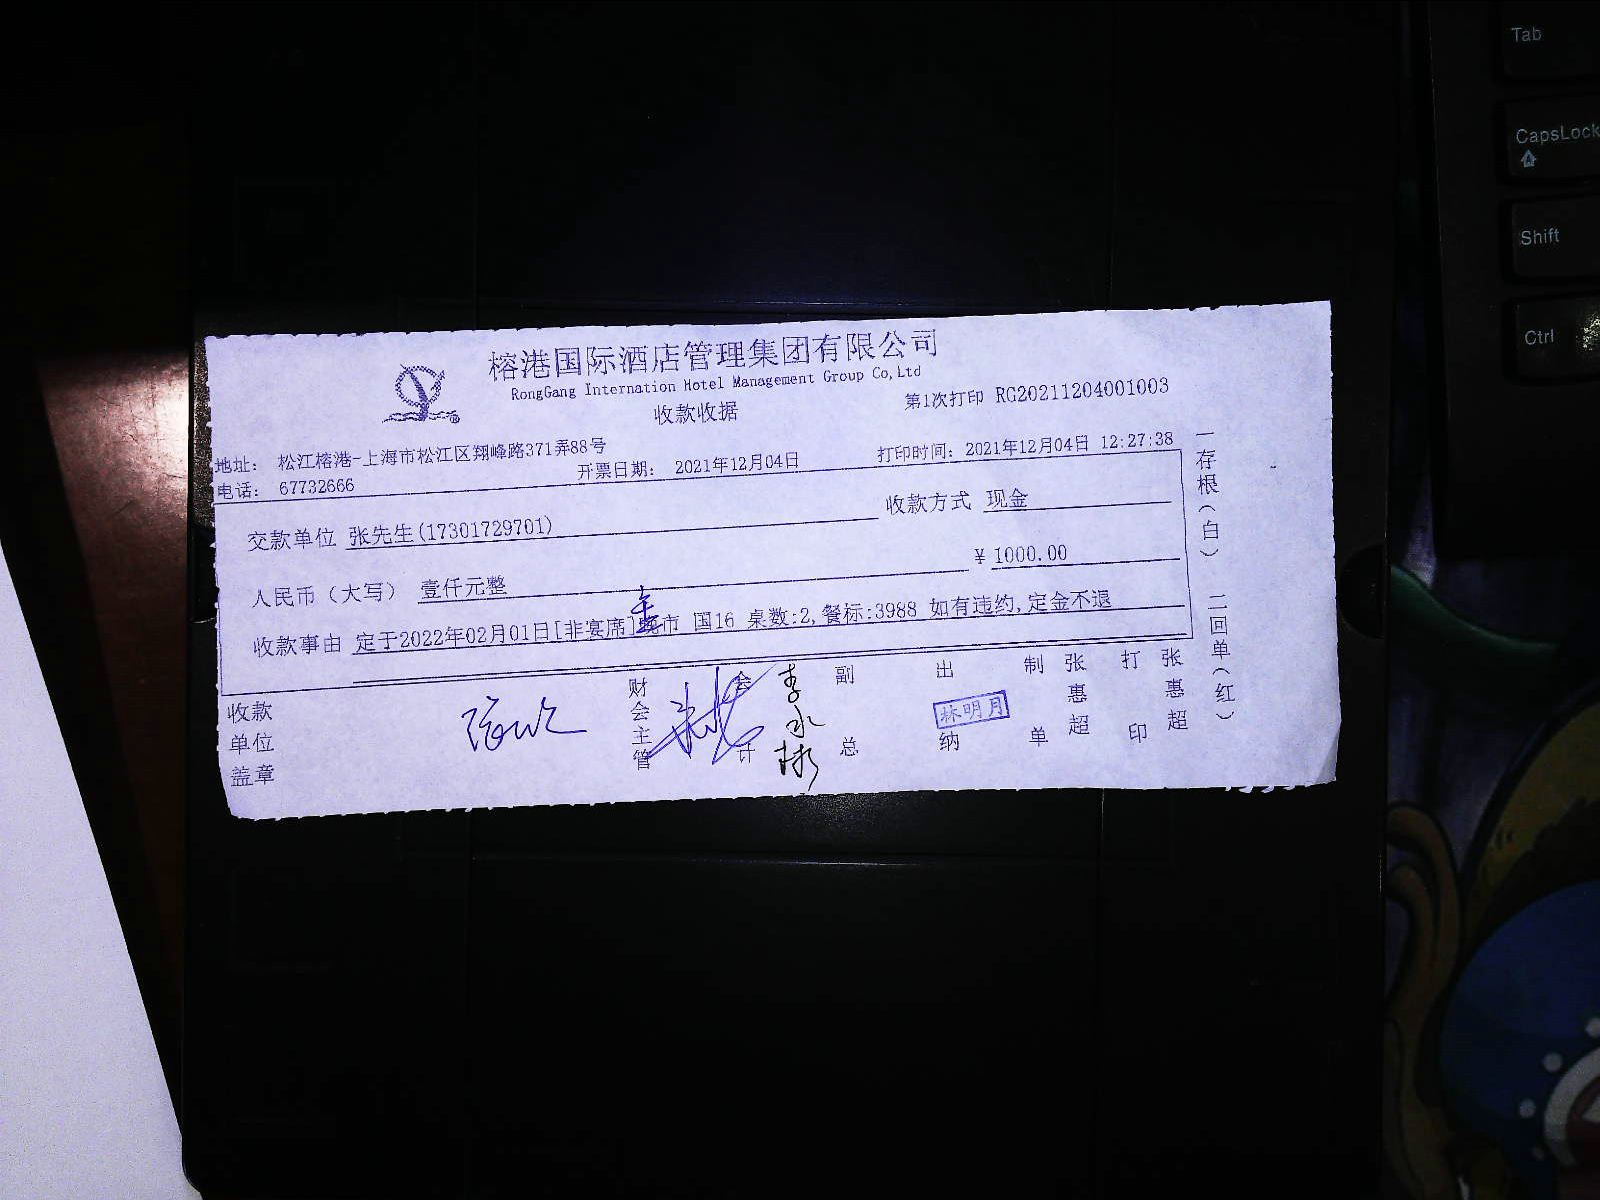 榕港国际酒店管理集团有限公司
RongGang Internation Hotel Management Group Co,Ltd
收款收据
第1次打印 RG20211204001003
地址： 松江榕港-上海市松江区翔峰路371弄88号
电话： 67732666
开票日期： 2021年12月04日
打印时间：2021年12月04日 12:27:38
交款单位 张先生(17301729701)
收款方式 现金
人民币（大写） 壹仟元整
¥ 1000.00
收款事由 定于2022年02月01日[非宴席]晚市 国16 桌数:2,餐标:3988 如有违约,定金不退
午
收款单位盖章
财会主管
会计
李水彬
副总
出纳
林明月
制单
张惠超
打印
张惠超
一存根（白） 二回单（红）
Tab
CapsLock
Shift
Ctrl